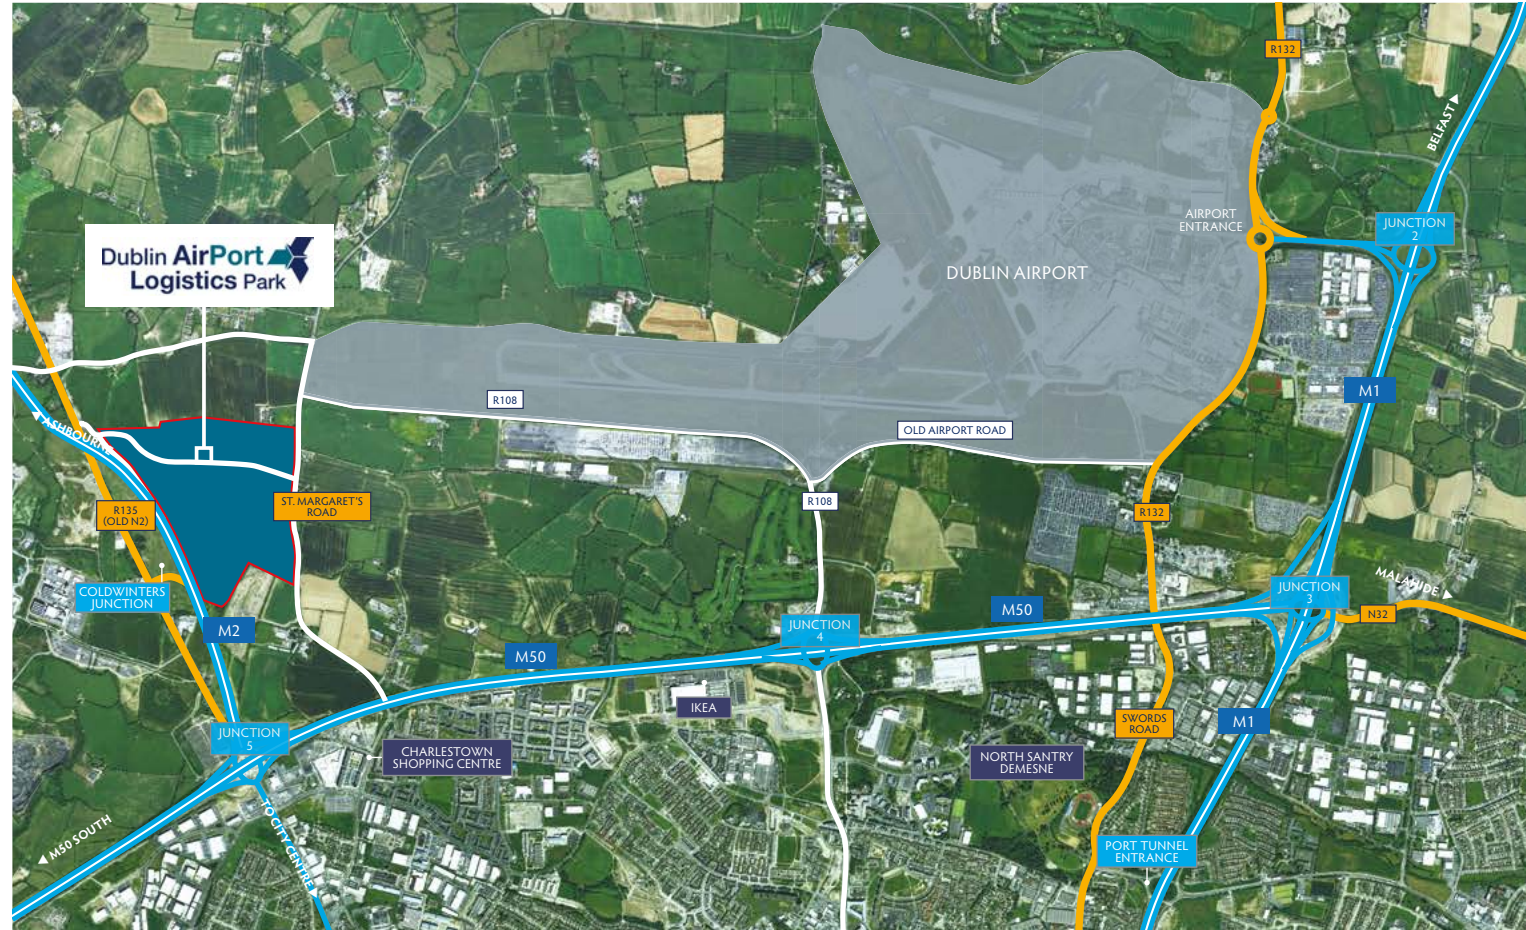 R132
BELFAST
AIRPORT
ENTRANCE
JUNCTION
2
Dublin AirPort
Logistics Park
DUBLIN AIRPORT
M1
R108
OLD AIRPORT ROAD
ASHBOURNE
ST. MARGARET'S
ROAD
R108
R135
(OLD N2)
R132
COLDWINTERS
JUNCTION
MALAHIDE
JUNCTION
3
M50
N32
M2
JUNCTION
4
M50
IKEA
SWORDS
ROAD
M1
JUNCTION
5
CHARLESTOWN
SHOPPING CENTRE
NORTH SANTRY
DEMESNE
M50 SOUTH
TO CITY CENTRE
PORT TUNNEL
ENTRANCE